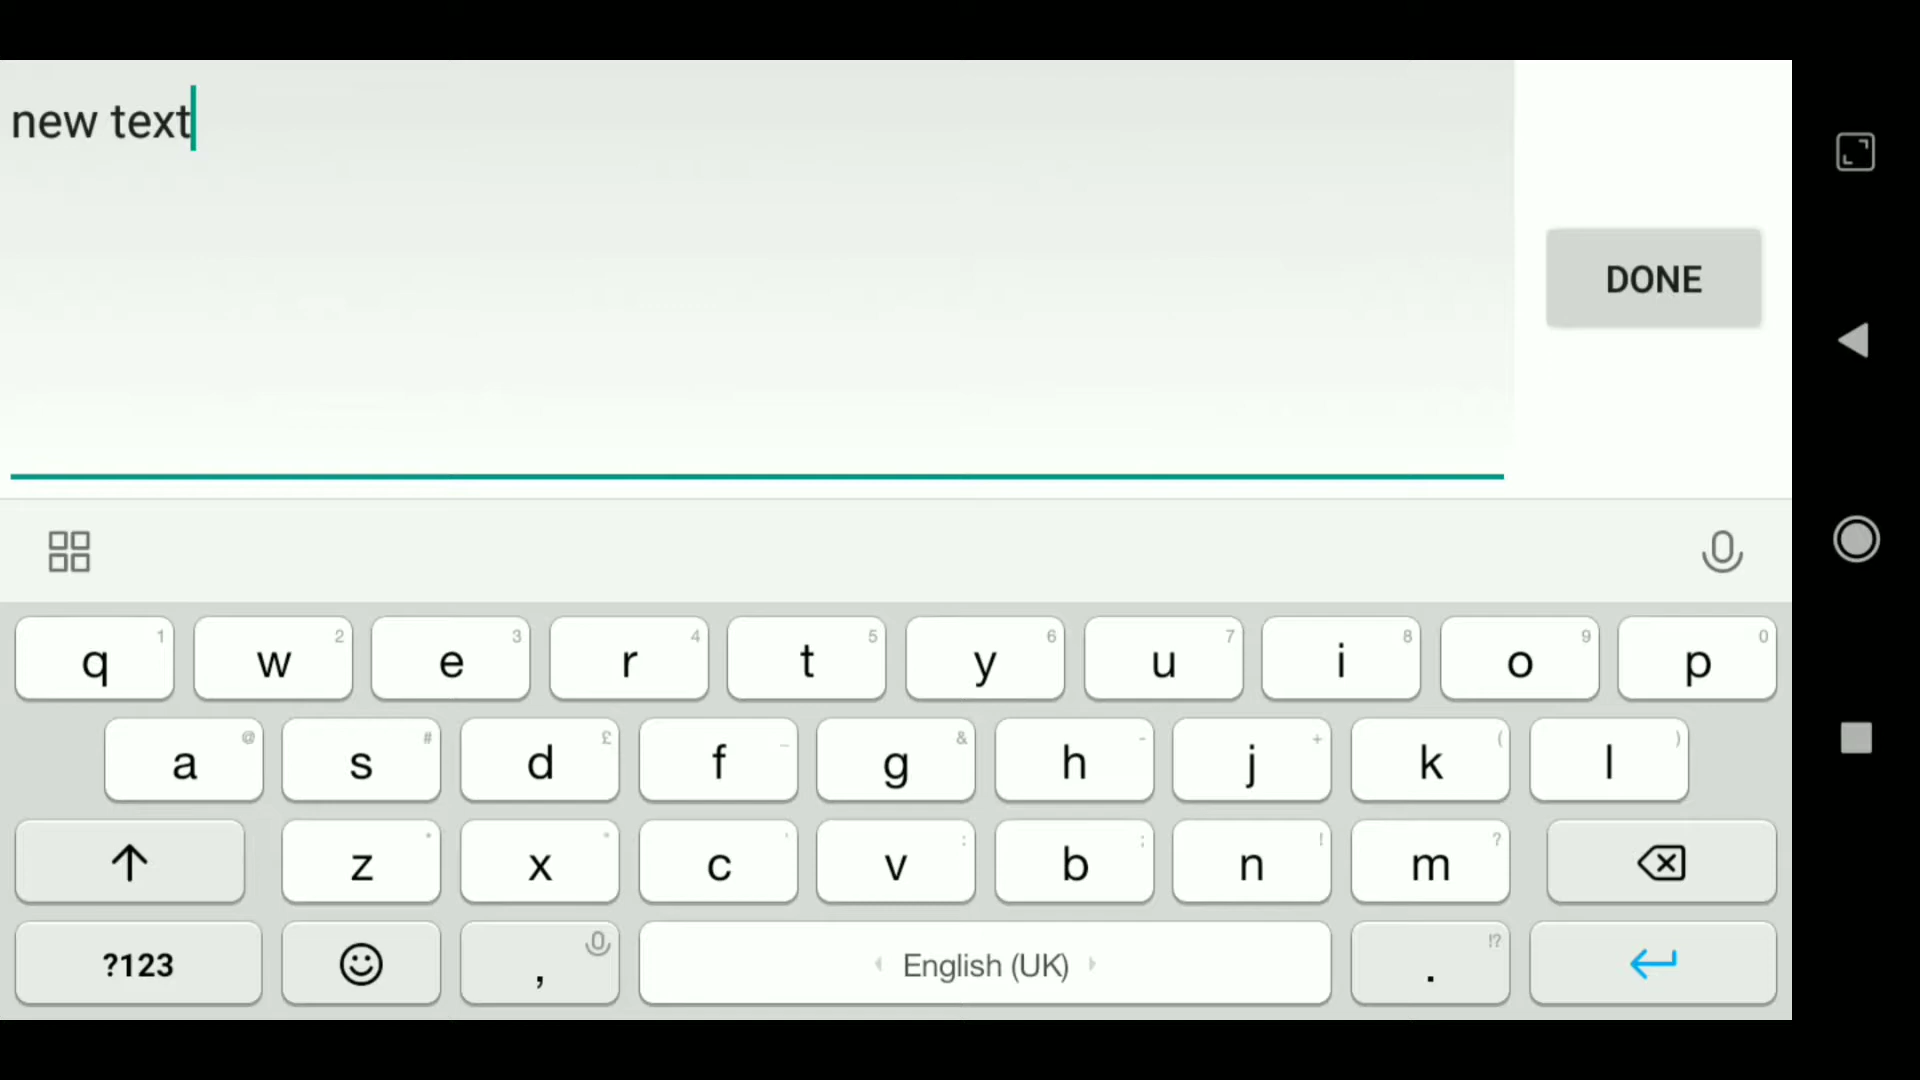 new text
DONE
q 1 w 2 e 3 r 4 t 5 y 6 u 7 i 8 o 9 p 0
a @ s # d £ f _ g & h - j + k ( l )
z x c v : b ; n ! m ?
?123 , English (UK) . !?